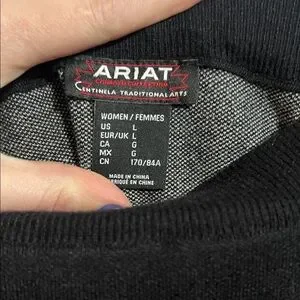 ARIAT
CENTINELA TRADITIONAL ARTS
WOMEN / FEMMES
US L
EUR/UK L
CA G
MX G
CN 170/84A
MADE IN CHINA
FABRIQUÉ EN CHINE